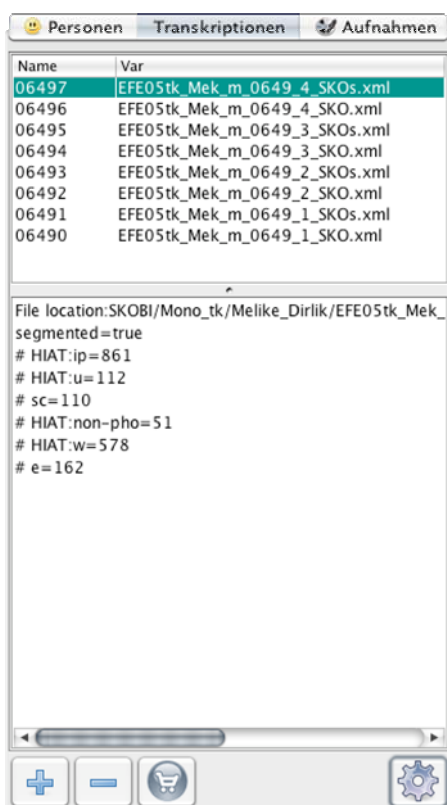 Personen Transkriptionen Aufnahmen
Name Var
06497 EFE05tk_Mek_m_0649_4_SKOs.xml
06496 EFE05tk_Mek_m_0649_4_SKO.xml
06495 EFE05tk_Mek_m_0649_3_SKOs.xml
06494 EFE05tk_Mek_m_0649_3_SKO.xml
06493 EFE05tk_Mek_m_0649_2_SKOs.xml
06492 EFE05tk_Mek_m_0649_2_SKO.xml
06491 EFE05tk_Mek_m_0649_1_SKOs.xml
06490 EFE05tk_Mek_m_0649_1_SKO.xml
File location:SKOBI/Mono_tk/Melike_Dirlik/EFE05tk_Mek_
segmented=true
# HIAT:ip=861
# HIAT:u=112
# sc=110
# HIAT:non-pho=51
# HIAT:w=578
# e=162